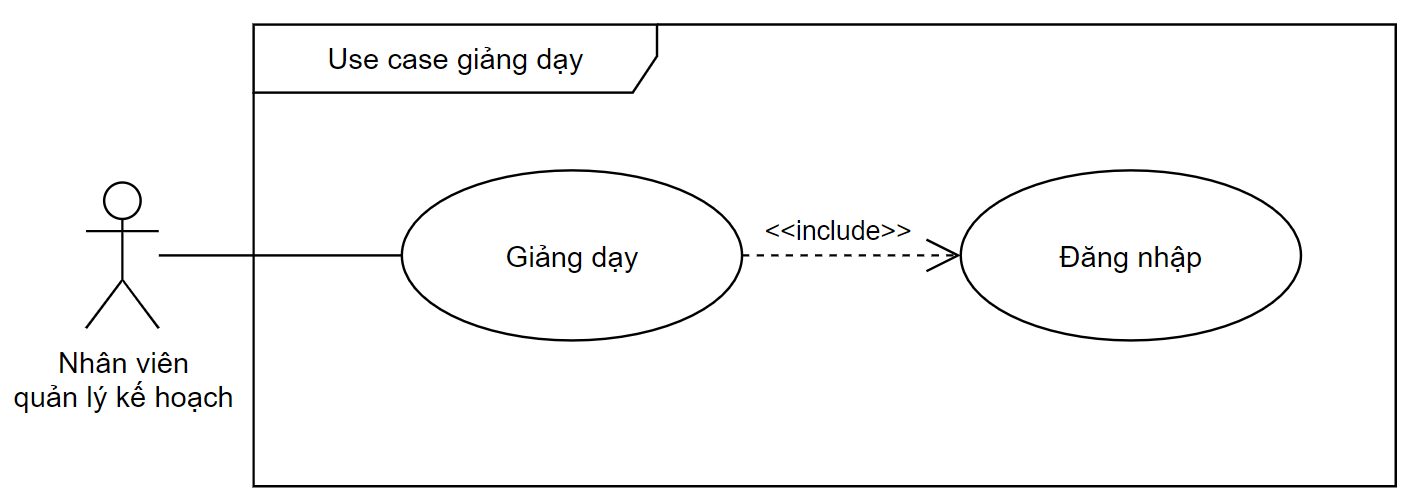 Use case giảng dạy
Giảng dạy
<<include>>
Đăng nhập
Nhân viên
quản lý kế hoạch